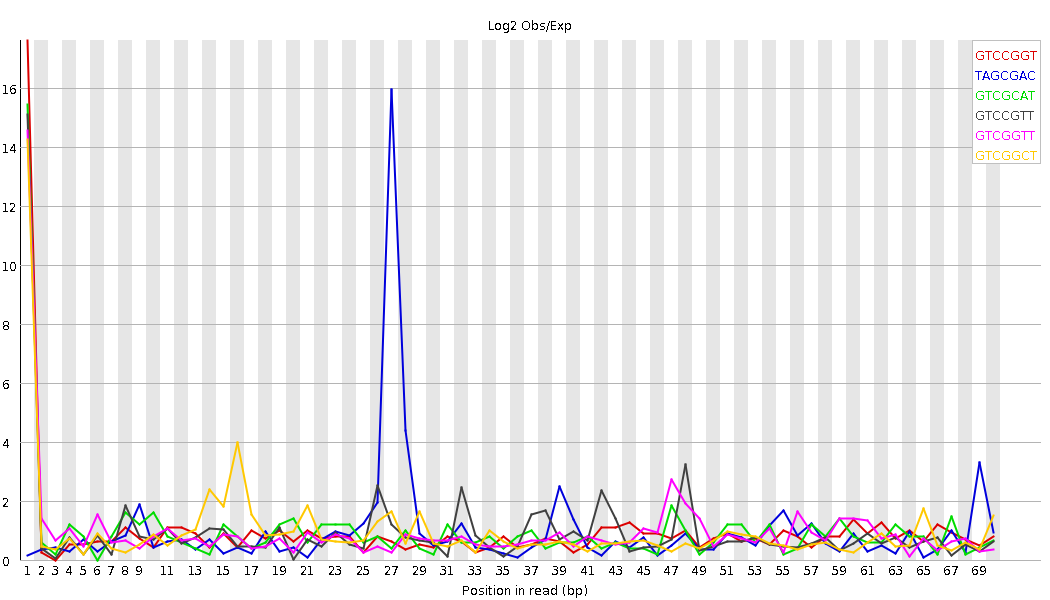 Log2 Obs/Exp
GTCCGGT
TAGCGAC
GTCGCAT
GTCCGTT
GTCGGTT
GTCGGCT
16
14
12
10
8
6
4
2
0
1 2 3 4 5 6 7 8 9 11 13 15 17 19 21 23 25 27 29 31 33 35 37 39 41 43 45 47 49 51 53 55 57 59 61 63 65 67 69
Position in read (bp)